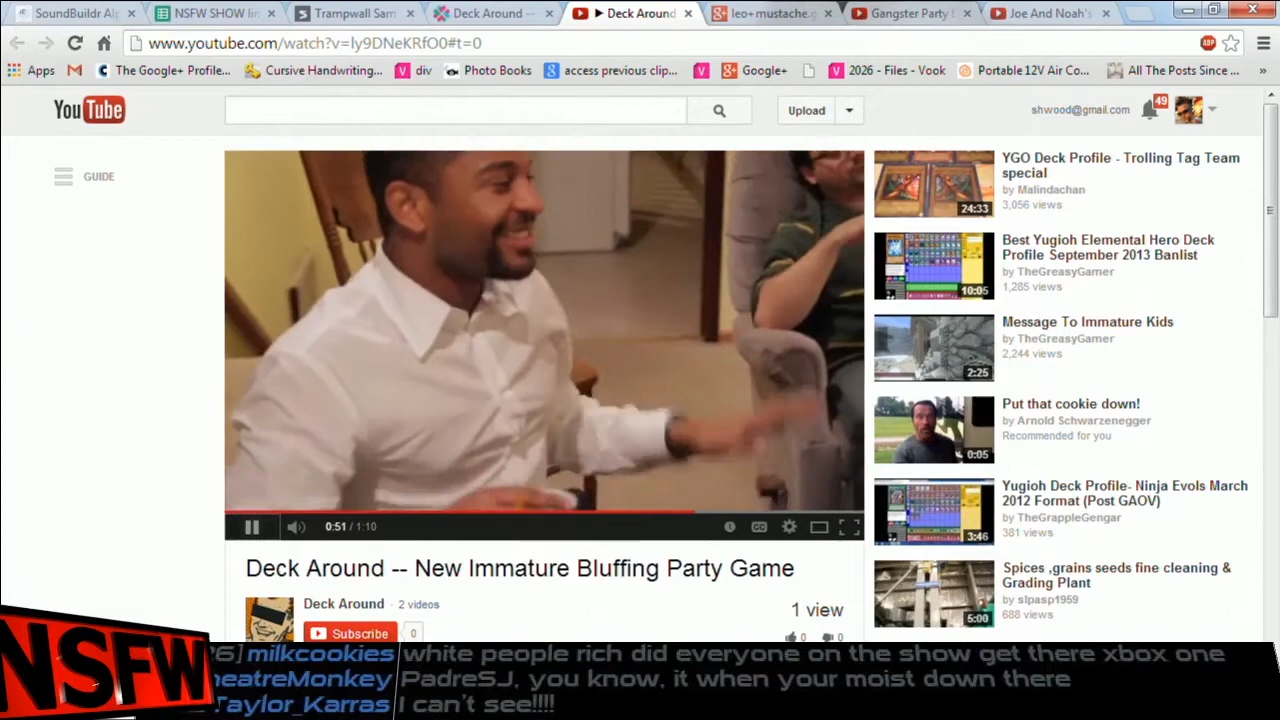 SoundBuildr Al
NSFW SHOW lin
Trampwall Sam
Deck Around --
▶ Deck Around
leo+mustache.g
Gangster Party
Joe And Noah's
www.youtube.com/watch?v=ly9DNeKRfO0#t=0
ABP
Apps
The Google+ Profile...
Cursive Handwriting...
div
Photo Books
access previous clip...
Google+
2026 - Files - Vook
Portable 12V Air Co...
All The Posts Since ...
»
YouTube
Upload
shwood@gmail.com
49
GUIDE
YGO Deck Profile - Trolling Tag Team
special
by Malindachan
3,056 views
24:33
Best Yugioh Elemental Hero Deck
Profile September 2013 Banlist
by TheGreasyGamer
1,285 views
10:05
Message To Immature Kids
by TheGreasyGamer
2,244 views
2:25
Put that cookie down!
by Arnold Schwarzenegger
Recommended for you
0:05
Yugioh Deck Profile- Ninja Evols March
2012 Format (Post GAOV)
by TheGrappleGengar
381 views
3:46
Spices ,grains seeds fine cleaning &
Grading Plant
by slpasp1959
688 views
5:00
0:51 / 1:10
CC
Deck Around -- New Immature Bluffing Party Game
Deck Around · 2 videos
1 view
Subscribe 0
0 0
NSFW
26] milkcookies white people rich did everyone on the show get there xbox one
heatreMonkey PadreSJ, you know, it when your moist down there
Taylor_Karras I can't see!!!!